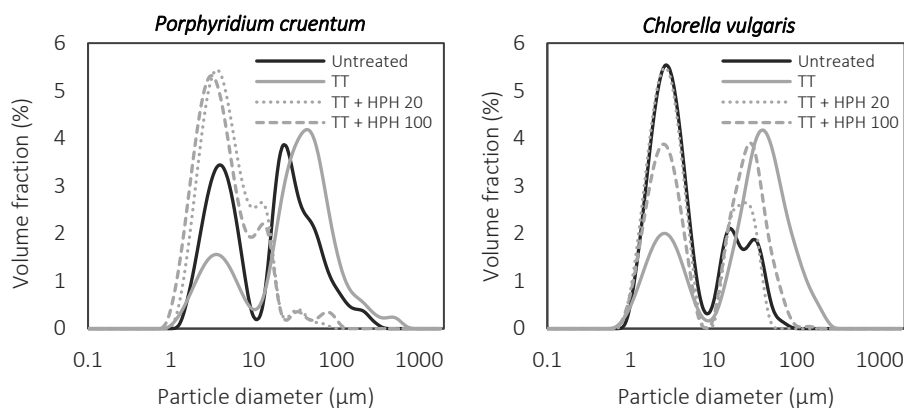 Porphyridium cruentum
6
5
4
3
2
1
0
Volume fraction (%)
Untreated
TT
TT + HPH 20
TT + HPH 100
0.1 1 10 100 1000
Particle diameter (μm)
Chlorella vulgaris
6
5
4
3
2
1
0
Volume fraction (%)
Untreated
TT
TT + HPH 20
TT + HPH 100
0.1 1 10 100 1000
Particle diameter (μm)